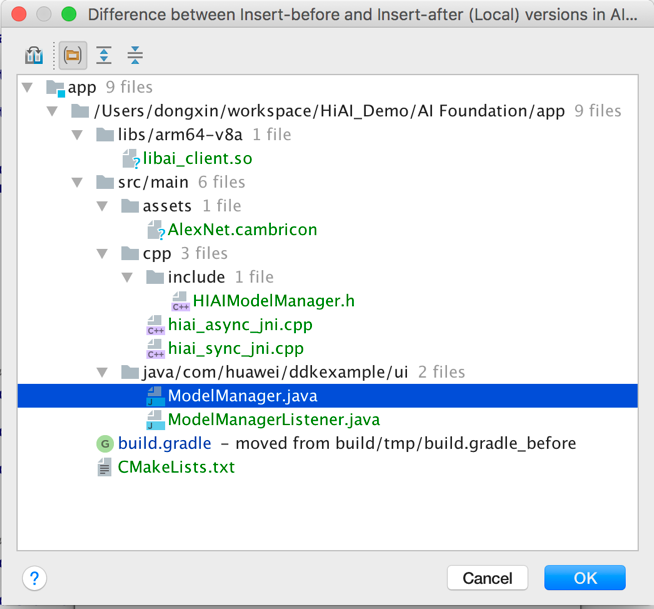 Difference between Insert-before and Insert-after (Local) versions in AI...
app 9 files
/Users/dongxin/workspace/HiAI_Demo/AI Foundation/app 9 files
libs/arm64-v8a 1 file
libai_client.so
src/main 6 files
assets 1 file
AlexNet.cambricon
cpp 3 files
include 1 file
C++ HIAIModelManager.h
C++ hiai_async_jni.cpp
C++ hiai_sync_jni.cpp
java/com/huawei/ddkexample/ui 2 files
J ModelManager.java
J ModelManagerListener.java
G build.gradle – moved from build/tmp/build.gradle_before
CMakeLists.txt
? Cancel OK